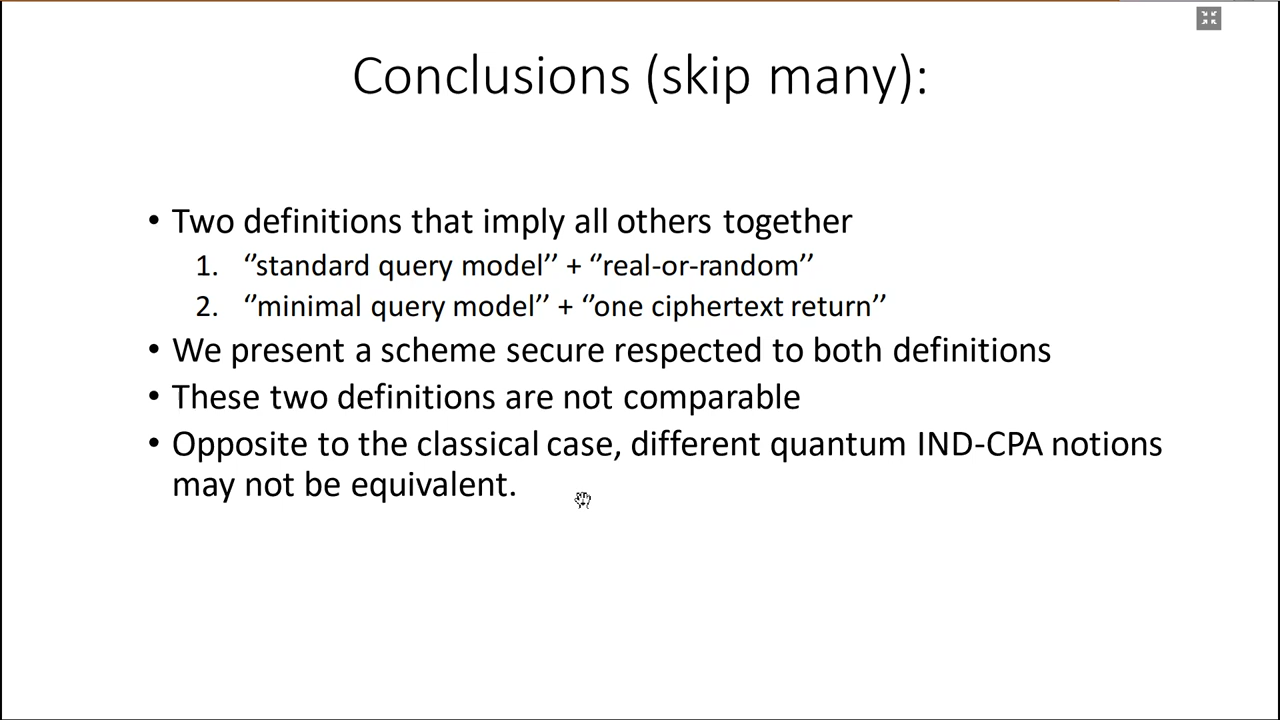 Conclusions (skip many):
• Two definitions that imply all others together
1. ‘’standard query model’’ + ‘’real-or-random’’
2. ‘’minimal query model’’ + ‘’one ciphertext return’’
• We present a scheme secure respected to both definitions
• These two definitions are not comparable
• Opposite to the classical case, different quantum IND-CPA notions
may not be equivalent.